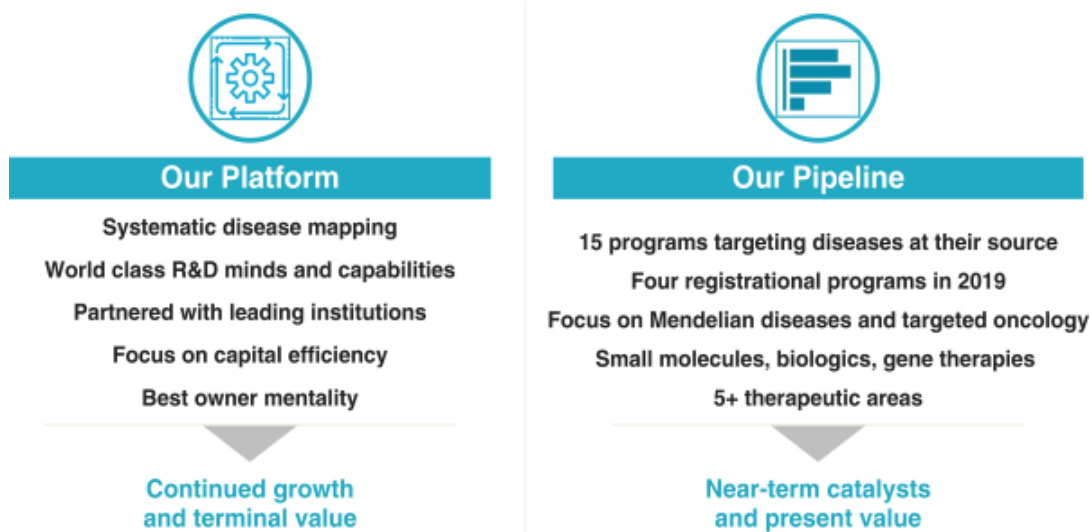 Our Platform
Systematic disease mapping
World class R&D minds and capabilities
Partnered with leading institutions
Focus on capital efficiency
Best owner mentality
Continued growth
and terminal value
Our Pipeline
15 programs targeting diseases at their source
Four registrational programs in 2019
Focus on Mendelian diseases and targeted oncology
Small molecules, biologics, gene therapies
5+ therapeutic areas
Near-term catalysts
and present value